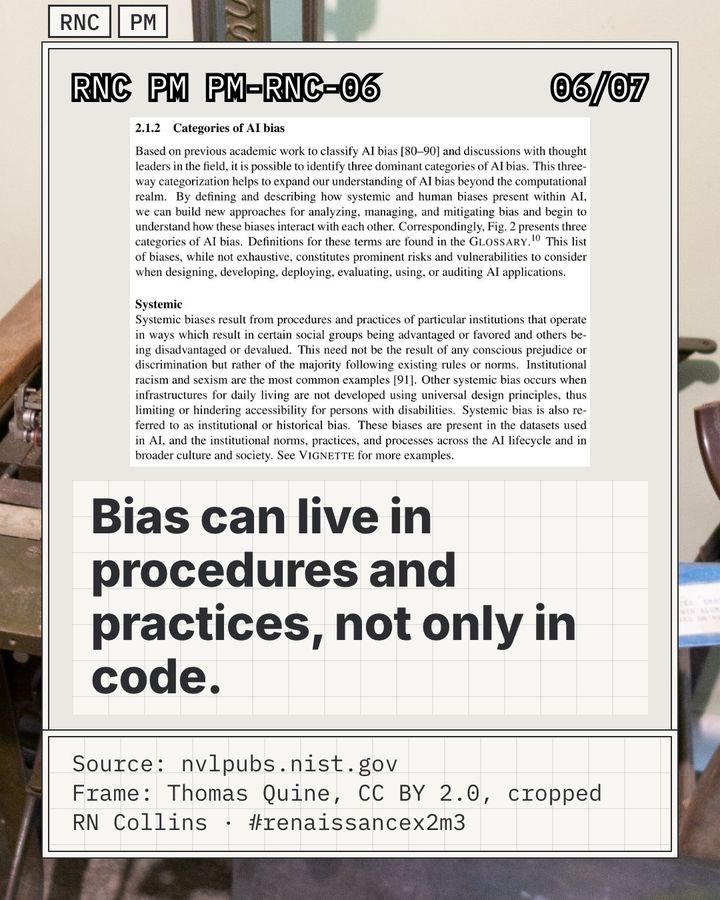 RNC PM
RNC PM PM-RNC-06 06/07
2.1.2 Categories of AI bias
Based on previous academic work to classify AI bias [80–90] and discussions with thought
leaders in the field, it is possible to identify three dominant categories of AI bias. This three-
way categorization helps to expand our understanding of AI bias beyond the computational
realm. By defining and describing how systemic and human biases present within AI,
we can build new approaches for analyzing, managing, and mitigating bias and begin to
understand how these biases interact with each other. Correspondingly, Fig. 2 presents three
categories of AI bias. Definitions for these terms are found in the GLOSSARY.10 This list
of biases, while not exhaustive, constitutes prominent risks and vulnerabilities to consider
when designing, developing, deploying, evaluating, using, or auditing AI applications.
Systemic
Systemic biases result from procedures and practices of particular institutions that operate
in ways which result in certain social groups being advantaged or favored and others be-
ing disadvantaged or devalued. This need not be the result of any conscious prejudice or
discrimination but rather of the majority following existing rules or norms. Institutional
racism and sexism are the most common examples [91]. Other systemic bias occurs when
infrastructures for daily living are not developed using universal design principles, thus
limiting or hindering accessibility for persons with disabilities. Systemic bias is also re-
ferred to as institutional or historical bias. These biases are present in the datasets used
in AI, and the institutional norms, practices, and processes across the AI lifecycle and in
broader culture and society. See VIGNETTE for more examples.
Bias can live in
procedures and
practices, not only in
code.
Source: nvlpubs.nist.gov
Frame: Thomas Quine, CC BY 2.0, cropped
RN Collins · #renaissancex2m3